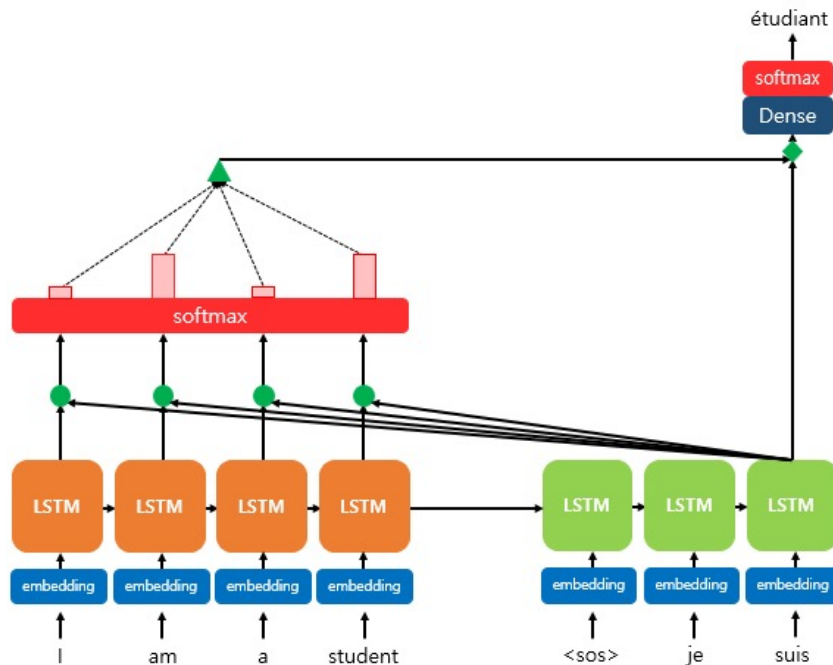 étudiant
softmax
Dense
softmax
LSTM LSTM LSTM LSTM LSTM LSTM LSTM
embedding embedding embedding embedding embedding embedding embedding
I am a student <sos> je suis